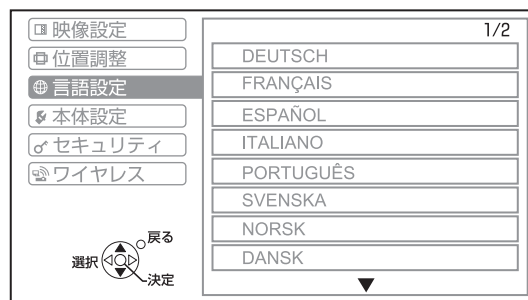 映像設定
位置調整
言語設定
本体設定
セキュリティ
ワイヤレス
戻る
選択
決定
1/2
DEUTSCH
FRANÇAIS
ESPAÑOL
ITALIANO
PORTUGUÊS
SVENSKA
NORSK
DANSK